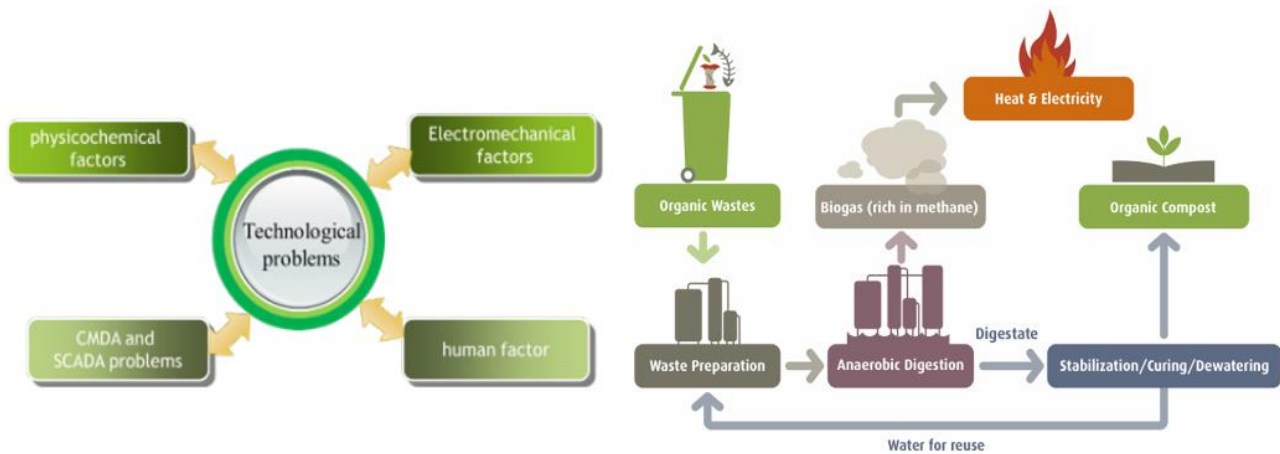 physicochemical
factors
Electromechanical
factors
Technological
problems
CMDA and
SCADA problems
human factor
Heat & Electricity
Organic Wastes
Biogas (rich in methane)
Organic Compost
Digestate
Waste Preparation
Anaerobic Digestion
Stabilization/Curing/Dewatering
Water for reuse